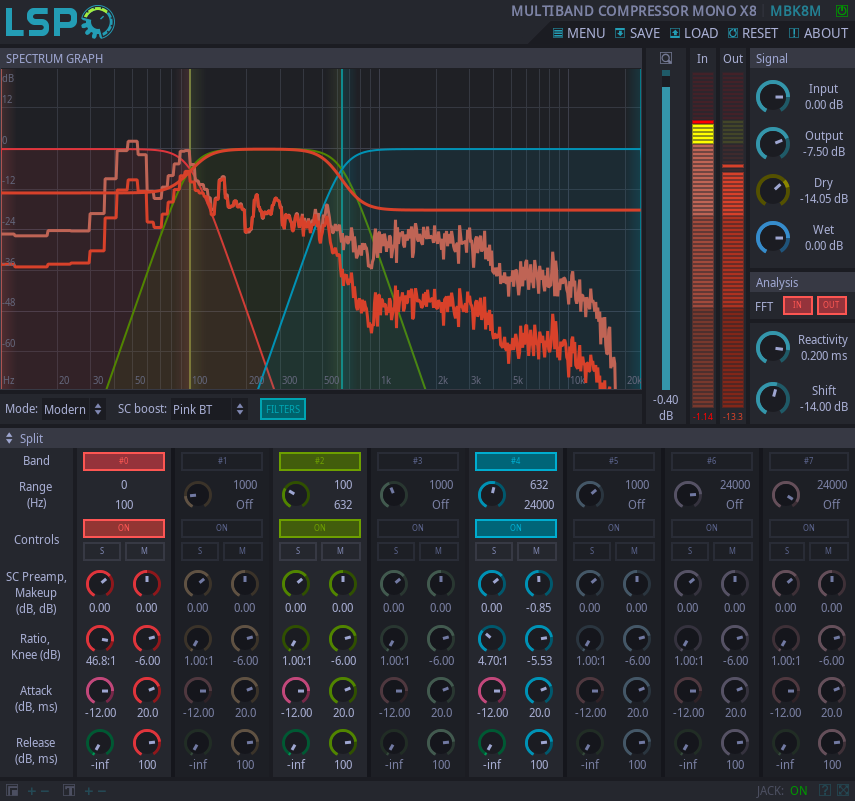 LSP
MULTIBAND COMPRESSOR MONO X8 MBK8M
MENU SAVE LOAD RESET ABOUT
SPECTRUM GRAPH
In Out
Signal
dB
12
0
-12
-24
-36
-48
-60
Hz 20 30 50 100 200 300 500 1k 2k 3k 5k 10k 20k
-0.40
dB
-1.14 -13.3
Input
0.00 dB
Output
-7.50 dB
Dry
-14.05 dB
Wet
0.00 dB
Analysis
FFT IN OUT
Reactivity
0.200 ms
Shift
-14.00 dB
Mode: Modern SC boost: Pink BT FILTERS
Split
Band #0 #1 #2 #3 #4 #5 #6 #7
Range 0 1000 100 1000 632 1000 24000 24000
(Hz) 100 Off 632 Off 24000 Off Off Off
Controls
ON ON ON ON ON ON ON ON
S M S M S M S M S M S M S M S M
SC Preamp,
Makeup
(dB, dB) 0.00 0.00 0.00 0.00 0.00 0.00 0.00 0.00 0.00 -0.85 0.00 0.00 0.00 0.00 0.00 0.00
Ratio,
Knee (dB) 46.8:1 -6.00 1.00:1 -6.00 1.00:1 -6.00 1.00:1 -6.00 4.70:1 -5.53 1.00:1 -6.00 1.00:1 -6.00 1.00:1 -6.00
Attack
(dB, ms) -12.00 20.0 -12.00 20.0 -12.00 20.0 -12.00 20.0 -12.00 20.0 -12.00 20.0 -12.00 20.0 -12.00 20.0
Release
(dB, ms) -inf 100 -inf 100 -inf 100 -inf 100 -inf 100 -inf 100 -inf 100 -inf 100
+ - + - JACK: ON ?